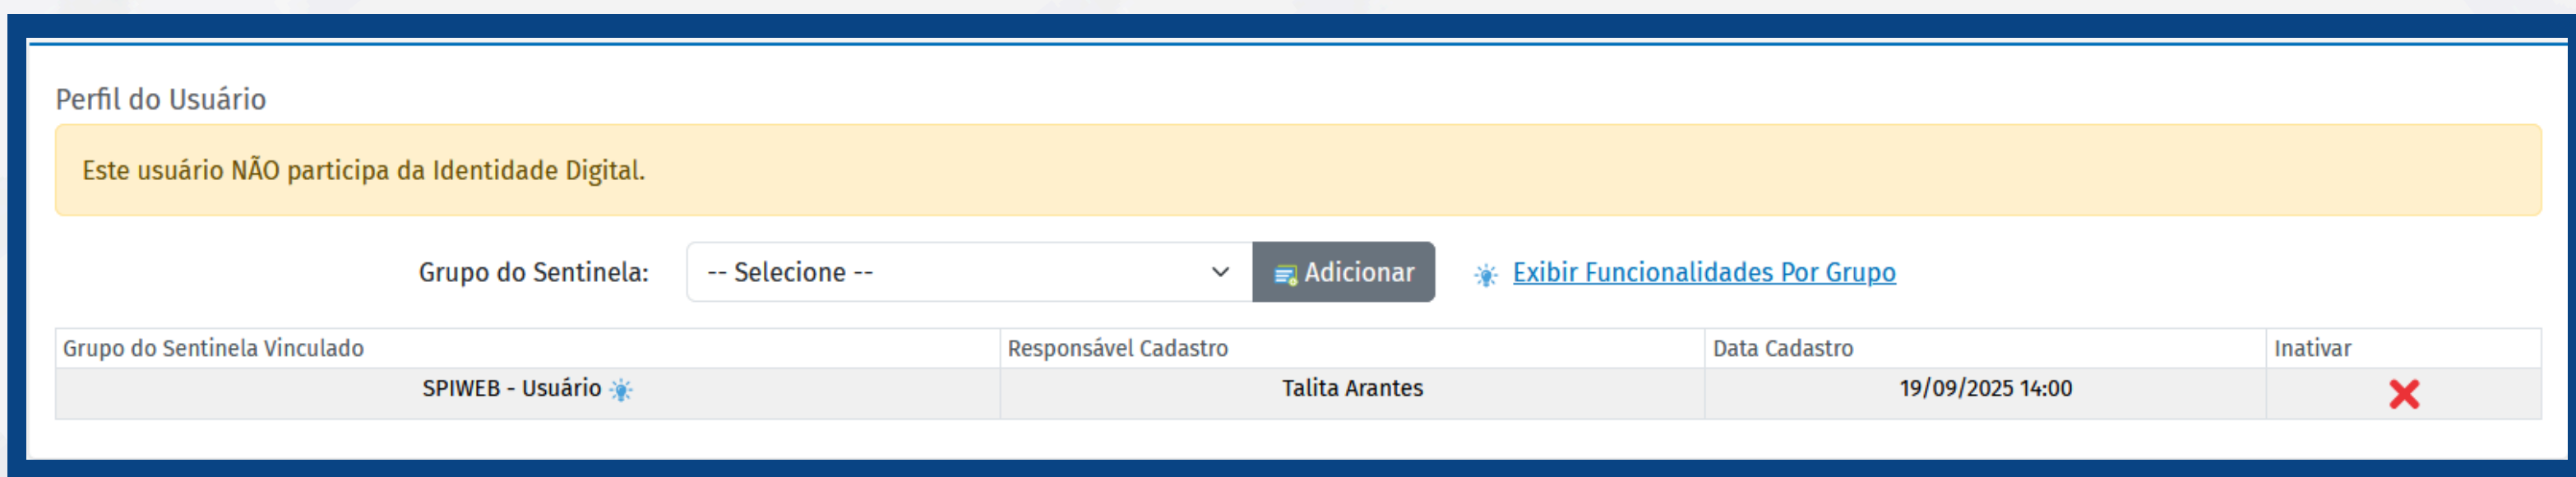 Perfil do Usuário
Este usuário NÃO participa da Identidade Digital.
Grupo do Sentinela: -- Selecione -- Adicionar Exibir Funcionalidades Por Grupo
Grupo do Sentinela Vinculado Responsável Cadastro Data Cadastro Inativar
SPIWEB - Usuário Talita Arantes 19/09/2025 14:00